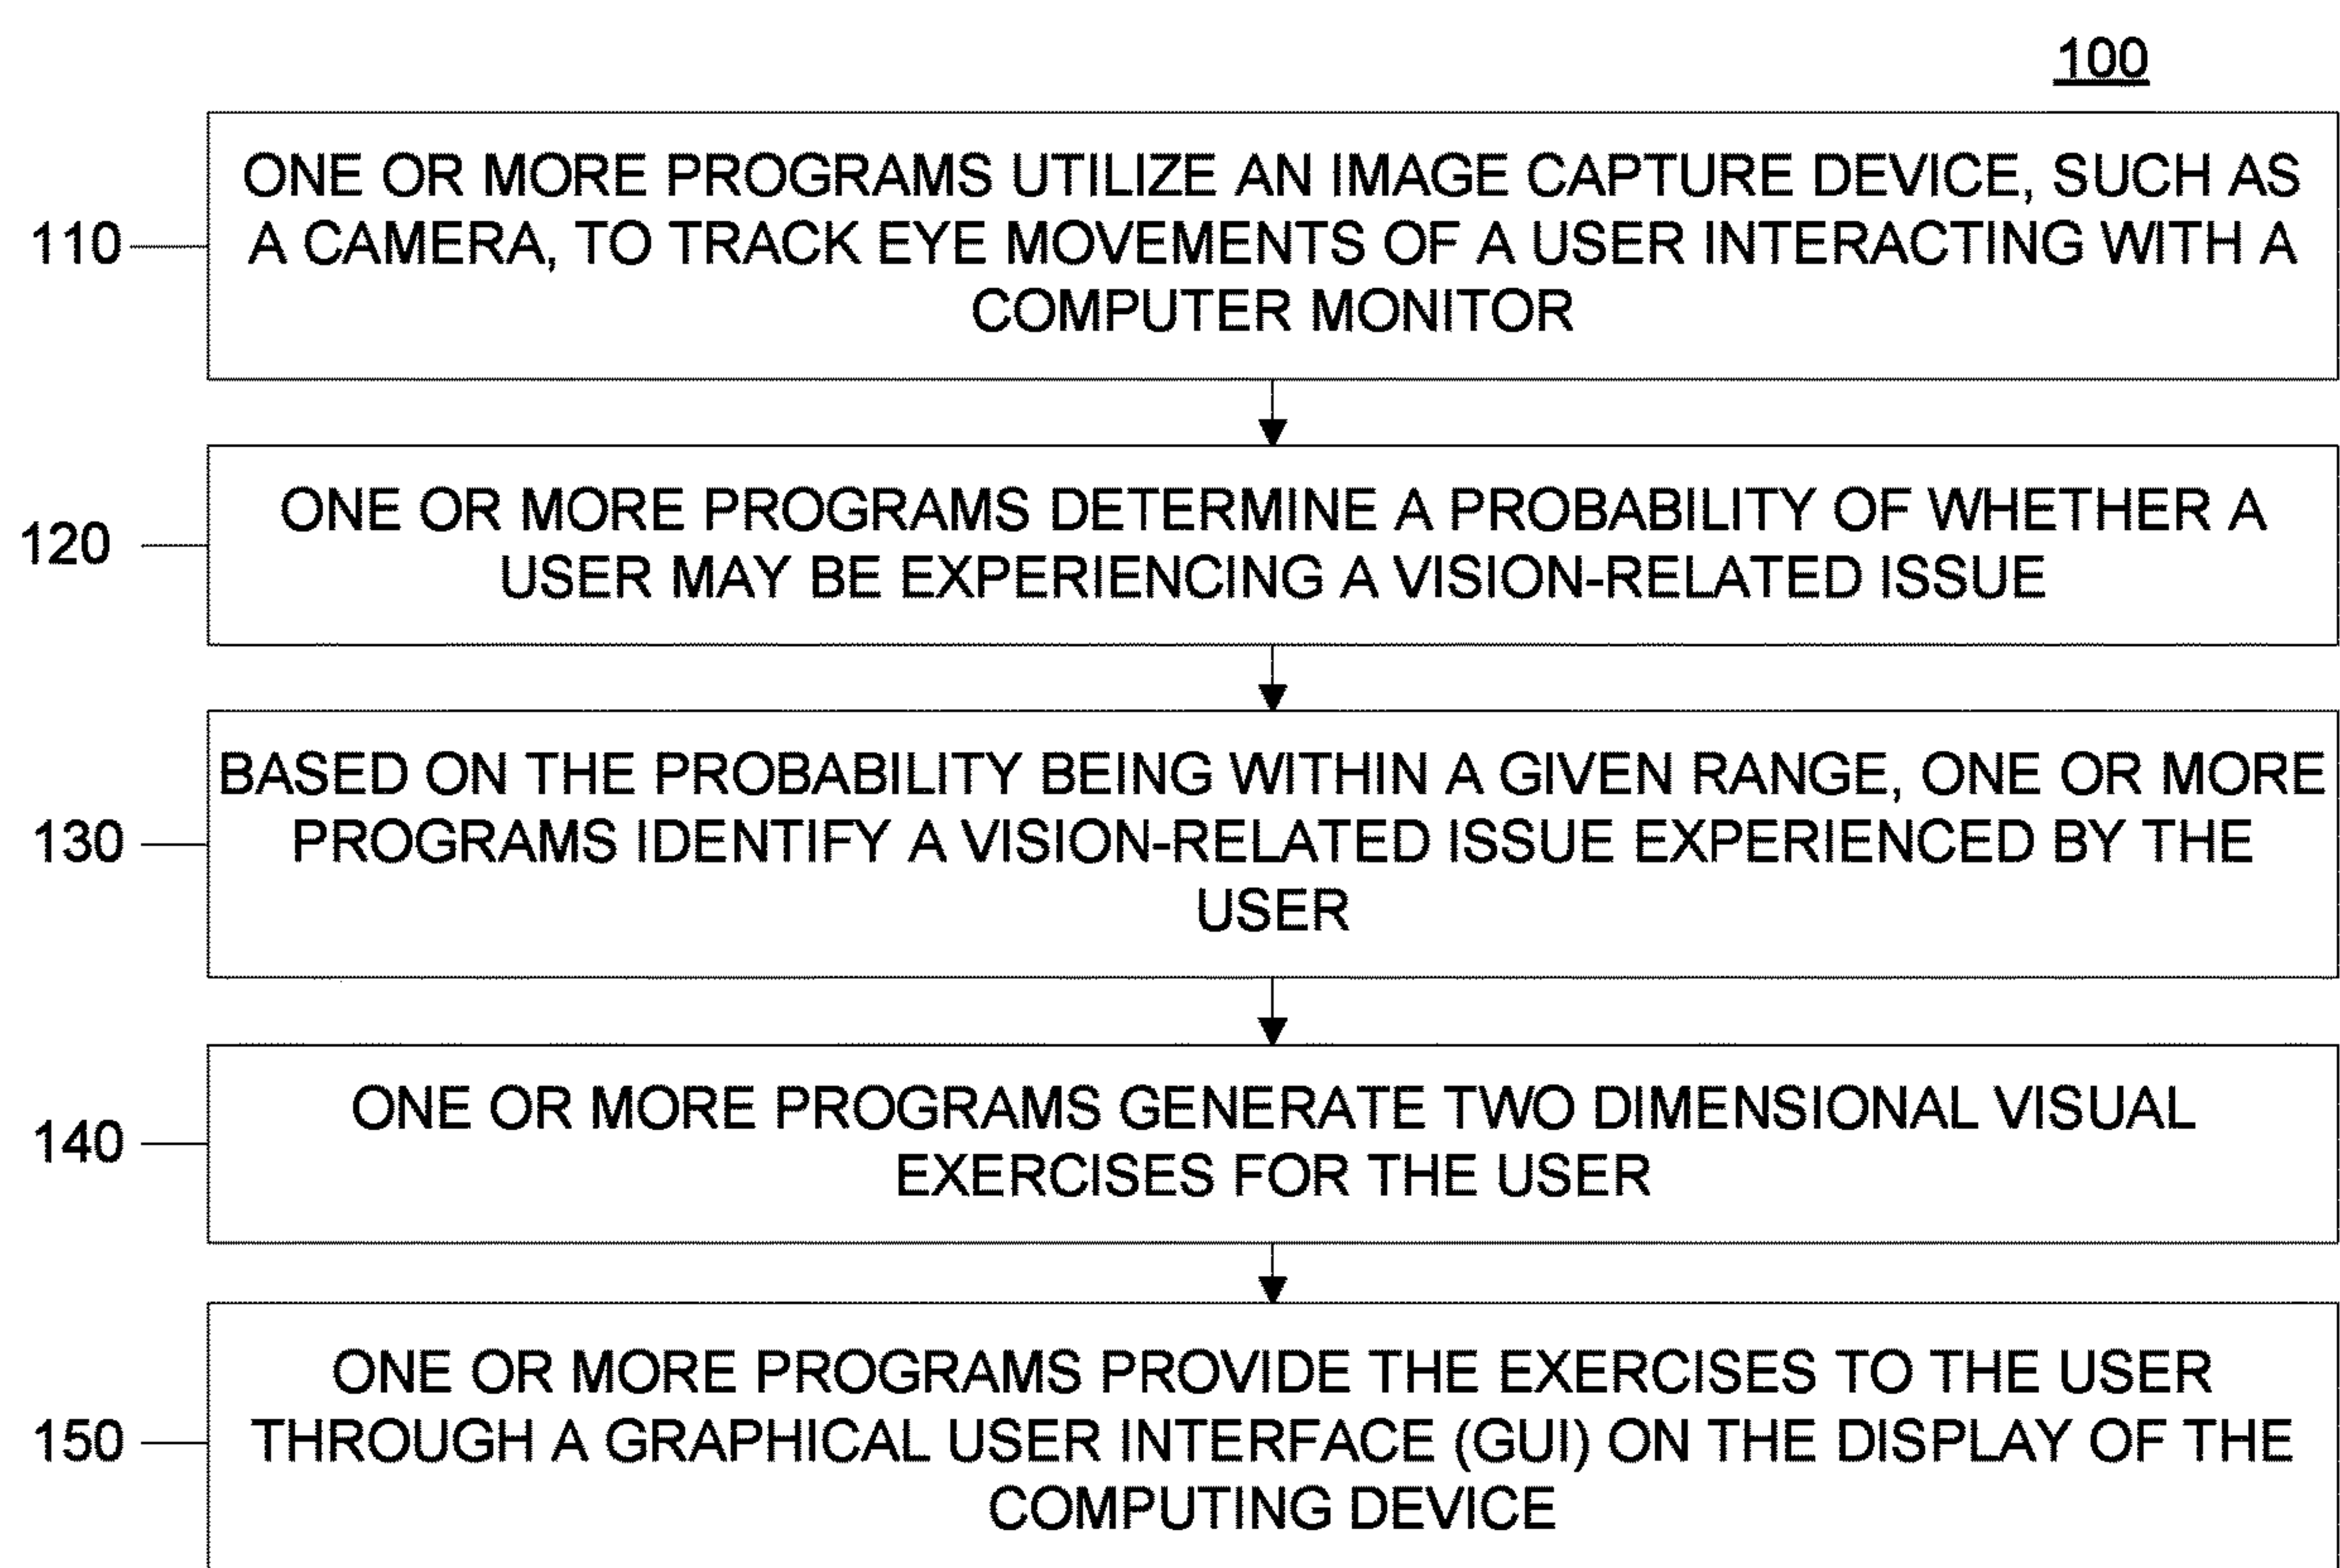 100
110
ONE OR MORE PROGRAMS UTILIZE AN IMAGE CAPTURE DEVICE, SUCH AS
A CAMERA, TO TRACK EYE MOVEMENTS OF A USER INTERACTING WITH A
COMPUTER MONITOR
120
ONE OR MORE PROGRAMS DETERMINE A PROBABILITY OF WHETHER A
USER MAY BE EXPERIENCING A VISION-RELATED ISSUE
130
BASED ON THE PROBABILITY BEING WITHIN A GIVEN RANGE, ONE OR MORE
PROGRAMS IDENTIFY A VISION-RELATED ISSUE EXPERIENCED BY THE
USER
140
ONE OR MORE PROGRAMS GENERATE TWO DIMENSIONAL VISUAL
EXERCISES FOR THE USER
150
ONE OR MORE PROGRAMS PROVIDE THE EXERCISES TO THE USER
THROUGH A GRAPHICAL USER INTERFACE (GUI) ON THE DISPLAY OF THE
COMPUTING DEVICE